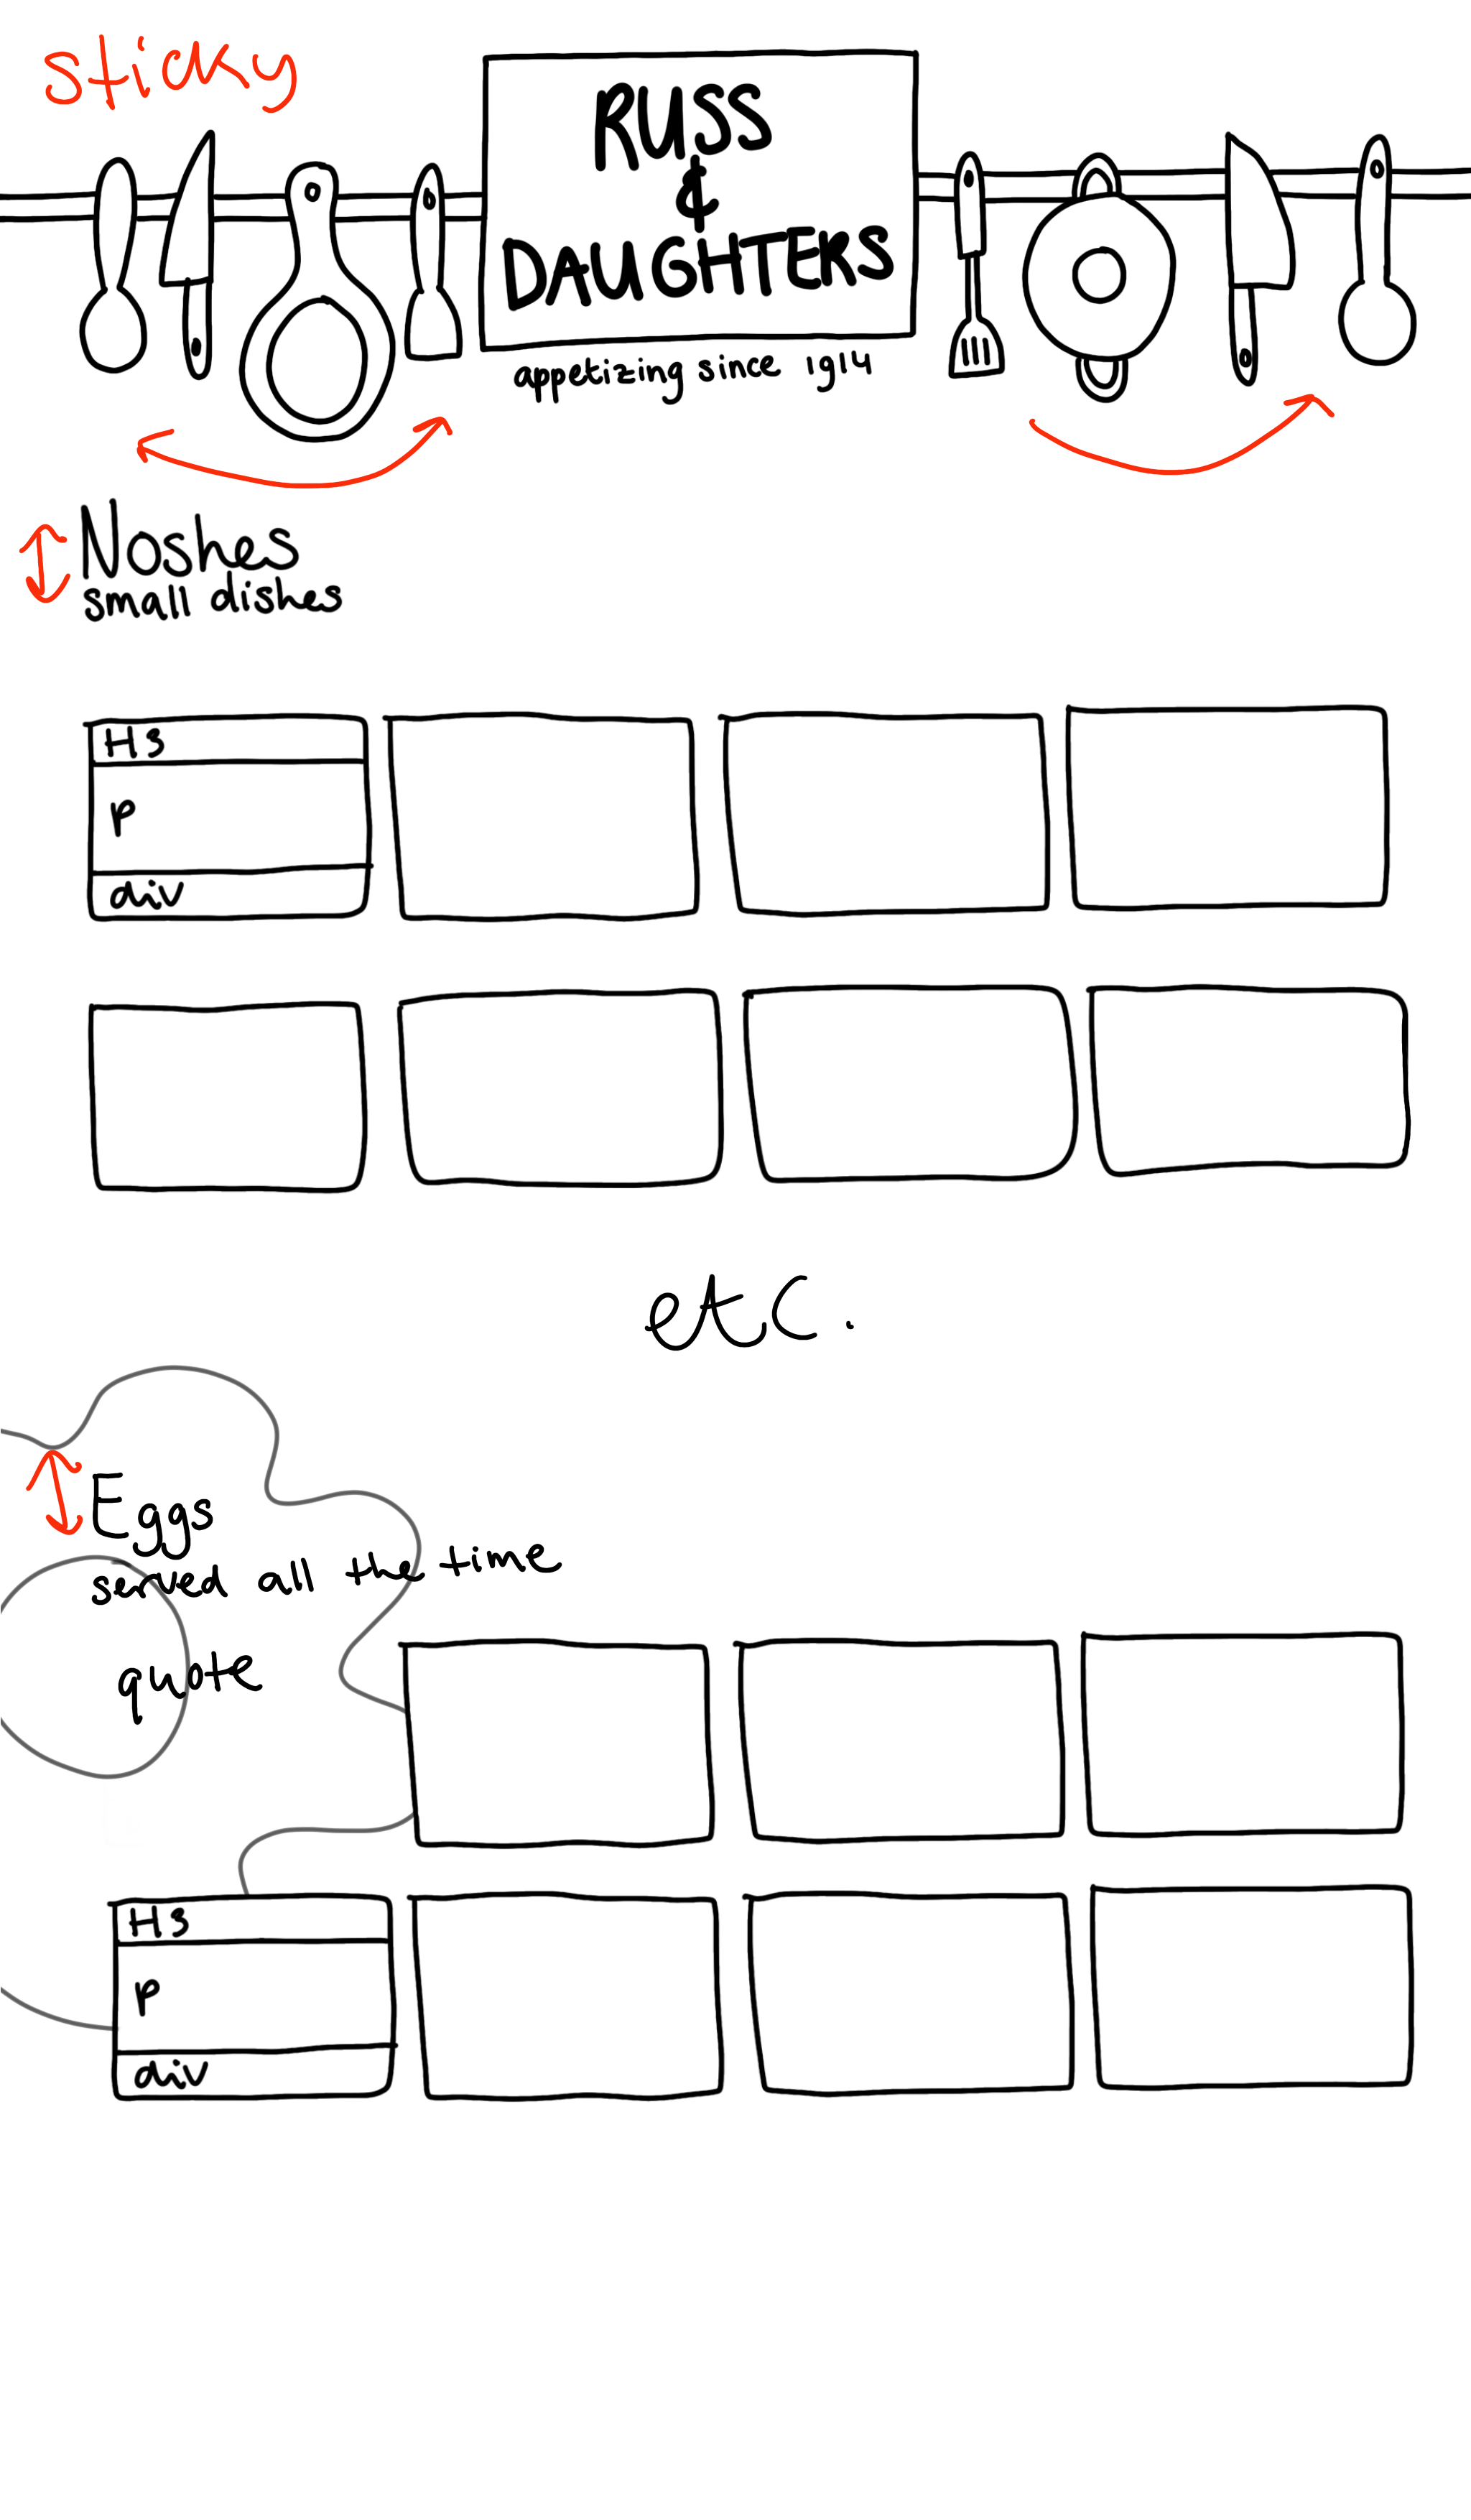 sticky
RUSS
&
DAUGHTERS
appetizing since 1914
Noshes
small dishes
H3
p
div
etc.
Eggs
served all the time
quote
H3
p
div